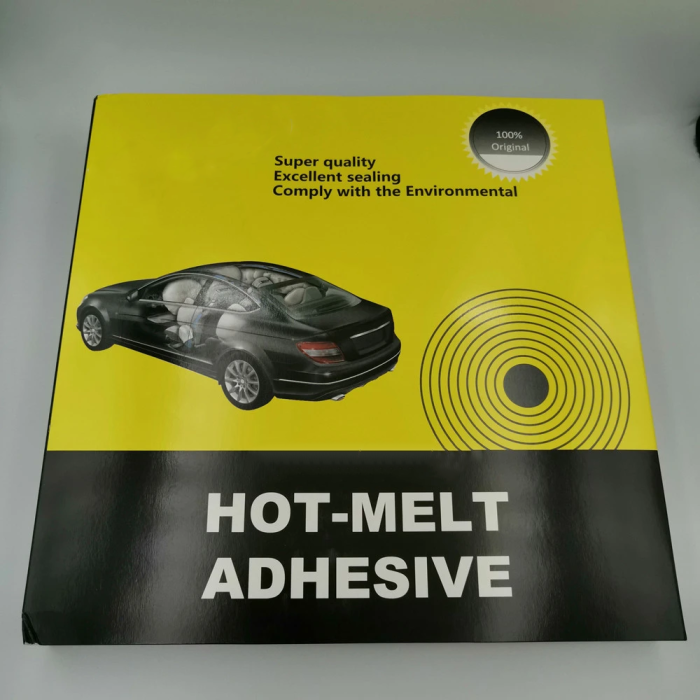 100%
Original
Super quality
Excellent sealing
Comply with the Environmental
HOT-MELT
ADHESIVE